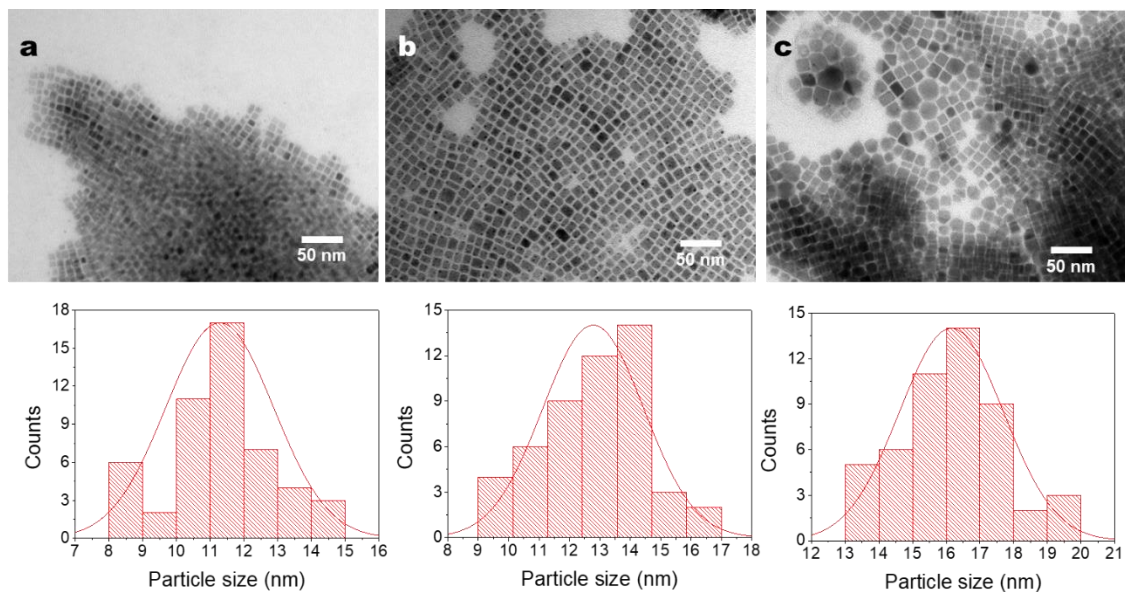 a
b
c
50 nm
50 nm
50 nm
18
15
12
9
6
3
0
Counts
7 8 9 10 11 12 13 14 15 16
Particle size (nm)
15
12
9
6
3
0
Counts
8 9 10 11 12 13 14 15 16 17 18
Particle size (nm)
15
12
9
6
3
0
Counts
12 13 14 15 16 17 18 19 20 21
Particle size (nm)